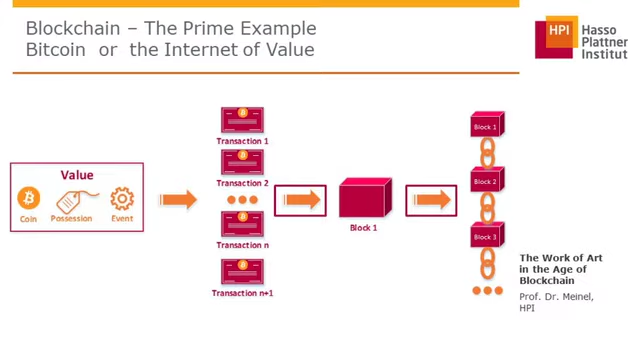 Blockchain – The Prime Example
Bitcoin or the Internet of Value
HPI
Hasso
Plattner
Institut
Value
Coin
Possession
Event
Transaction 1
Transaction 2
Transaction n
Transaction n+1
Block 1
Block 1
Block 2
Block 3
The Work of Art
in the Age of
Blockchain
Prof. Dr. Meinel,
HPI